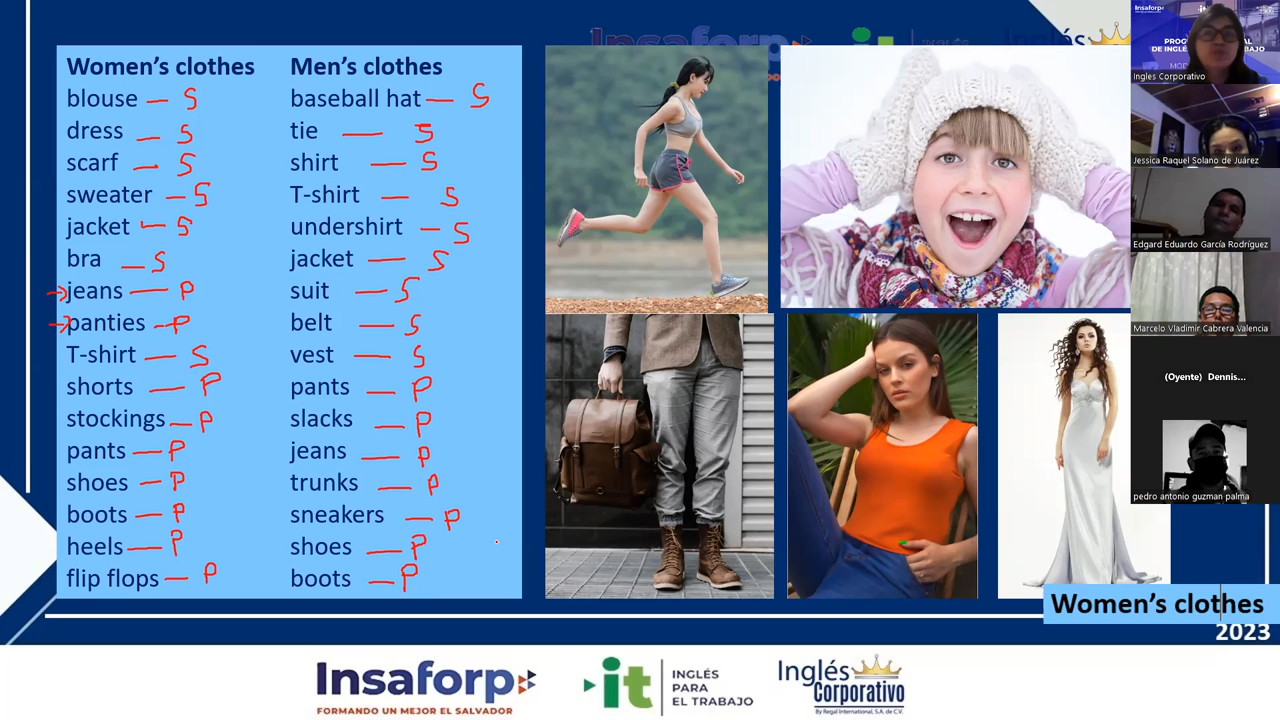 Women's clothes
blouse — S
dress — S
scarf — S
sweater — S
jacket — S
bra — S
→ jeans — P
→ panties — P
T-shirt — S
shorts — P
stockings — P
pants — P
shoes — P
boots — P
heels — P
flip flops — P
Men's clothes
baseball hat — S
tie — S
shirt — S
T-shirt — S
undershirt — S
jacket — S
suit — S
belt — S
vest — S
pants — P
slacks — P
jeans — P
trunks — P
sneakers — P
shoes — P
boots — P
Insaforp
Ingles Corporativo
Jessica Raquel Solano de Juárez
Edgard Eduardo García Rodríguez
Marcelo Vladimir Cabrera Valencia
(Oyente) Dennis...
pedro antonio guzman palma
Women's clothes
2023
Insaforp
FORMANDO UN MEJOR EL SALVADOR
it
INGLÉS
PARA
EL TRABAJO
Inglés
Corporativo
By Regal International, S.A. de C.V.